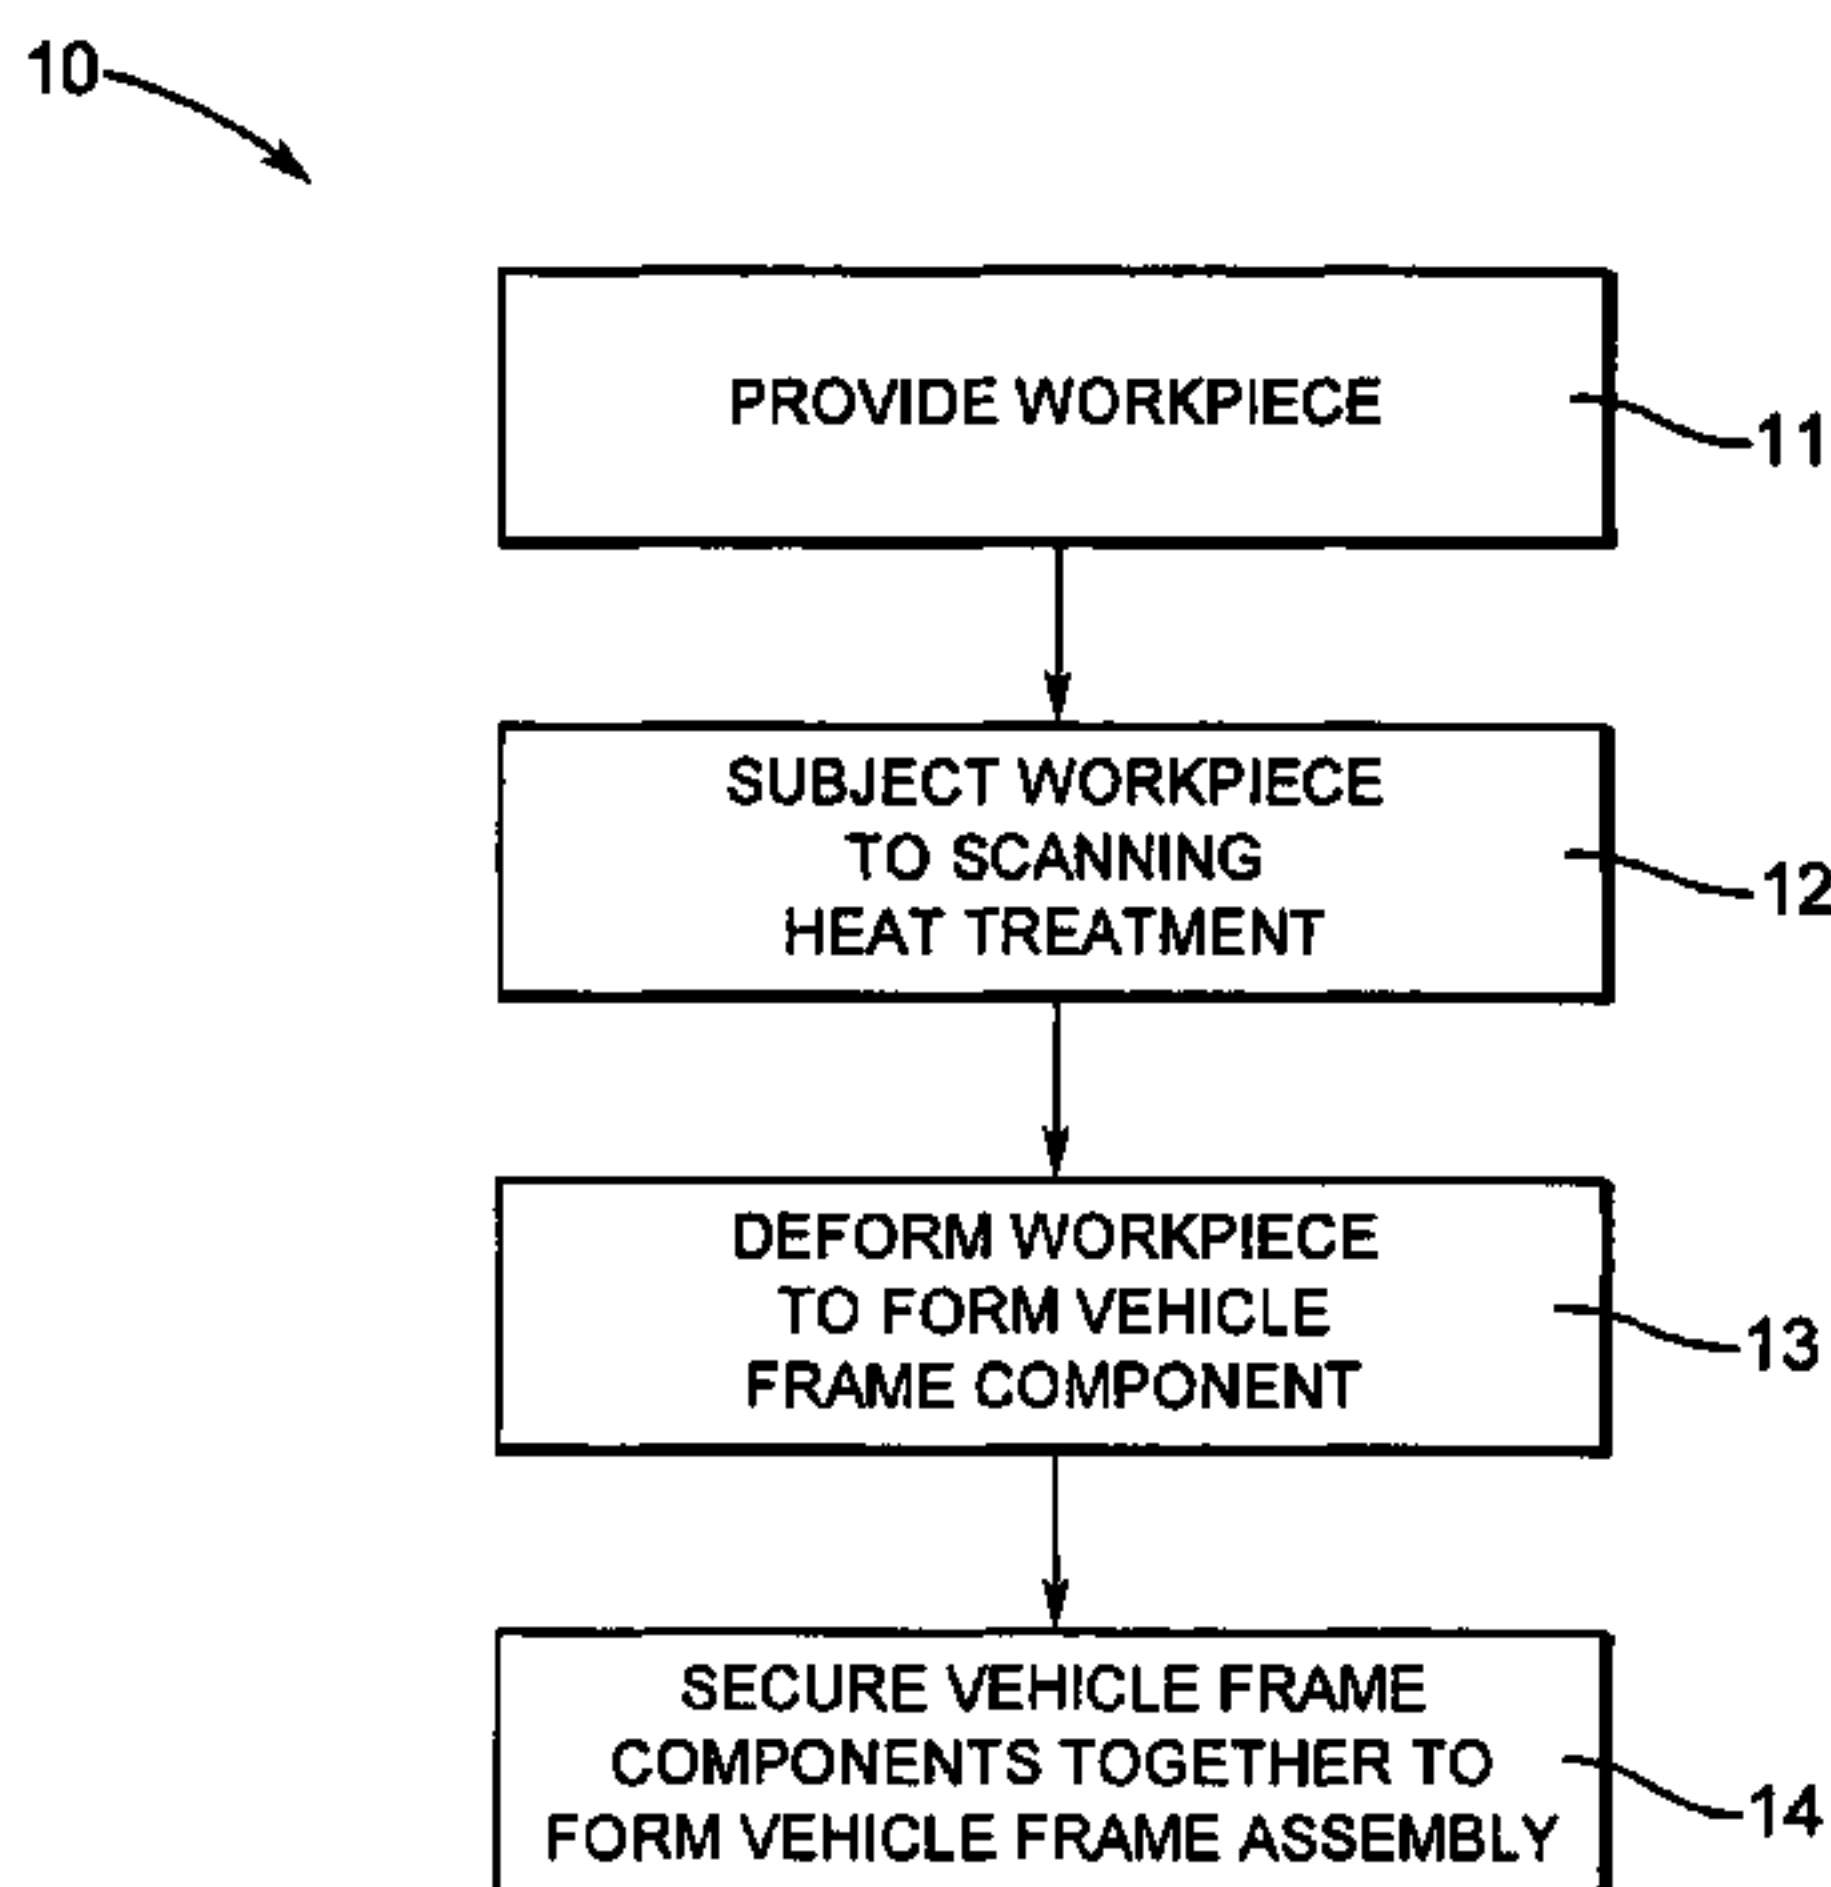 10
PROVIDE WORKPIECE
11
SUBJECT WORKPIECE
TO SCANNING
HEAT TREATMENT
12
DEFORM WORKPIECE
TO FORM VEHICLE
FRAME COMPONENT
13
SECURE VEHICLE FRAME
COMPONENTS TOGETHER TO
FORM VEHICLE FRAME ASSEMBLY
14